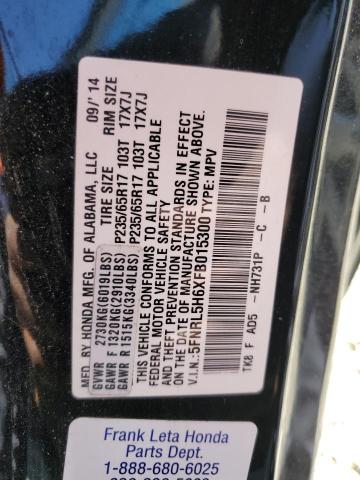 MFD. BY HONDA MFG. OF ALABAMA, LLC 09/'14
GVWR 2730KG(6019LBS) TIRE SIZE RIM SIZE
GAWR F 1320KG(2910LBS) P235/65R17 103T 17X7J
GAWR R 1515KG(3340LBS) P235/65R17 103T 17X7J
THIS VEHICLE CONFORMS TO ALL APPLICABLE
FEDERAL MOTOR VEHICLE SAFETY
AND THEFT PREVENTION STANDARDS IN EFFECT
ON THE DATE OF MANUFACTURE SHOWN ABOVE.
V.I.N.:5FNRL5H6XFB015300 TYPE: MPV
TK8 F AD5 -NH731P -C -B
Frank Leta Honda
Parts Dept.
1-888-680-6025